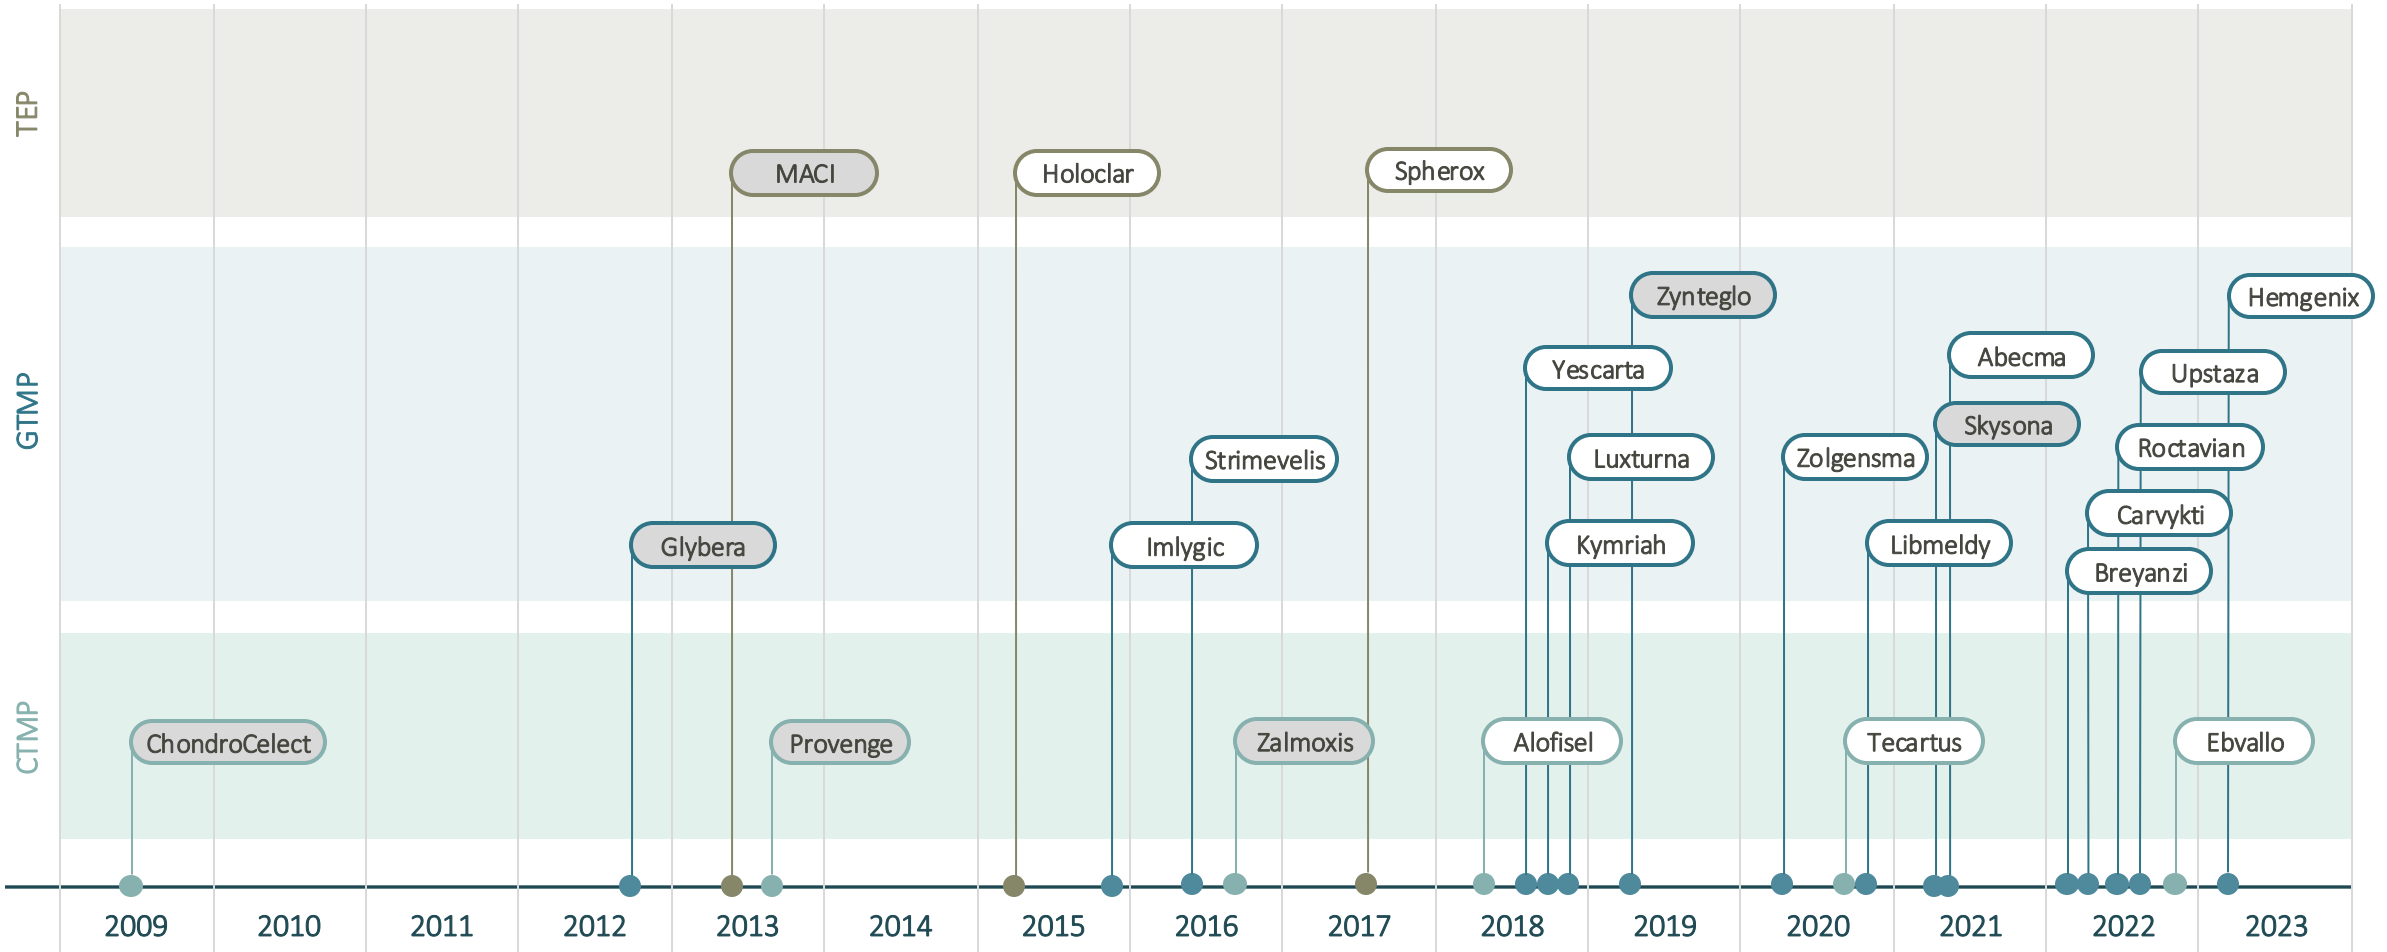 TEP
MACI
Holoclar
Spherox
GTMP
Zynteglo
Hemgenix
Abecma
Yescarta
Upstaza
Skysona
Roctavian
Strimevelis
Luxturna
Zolgensma
Carvykti
Glybera
Imlygic
Kymriah
Libmeldy
Breyanzi
CTMP
ChondroCelect
Provenge
Zalmoxis
Alofisel
Tecartus
Ebvallo
2009 2010 2011 2012 2013 2014 2015 2016 2017 2018 2019 2020 2021 2022 2023